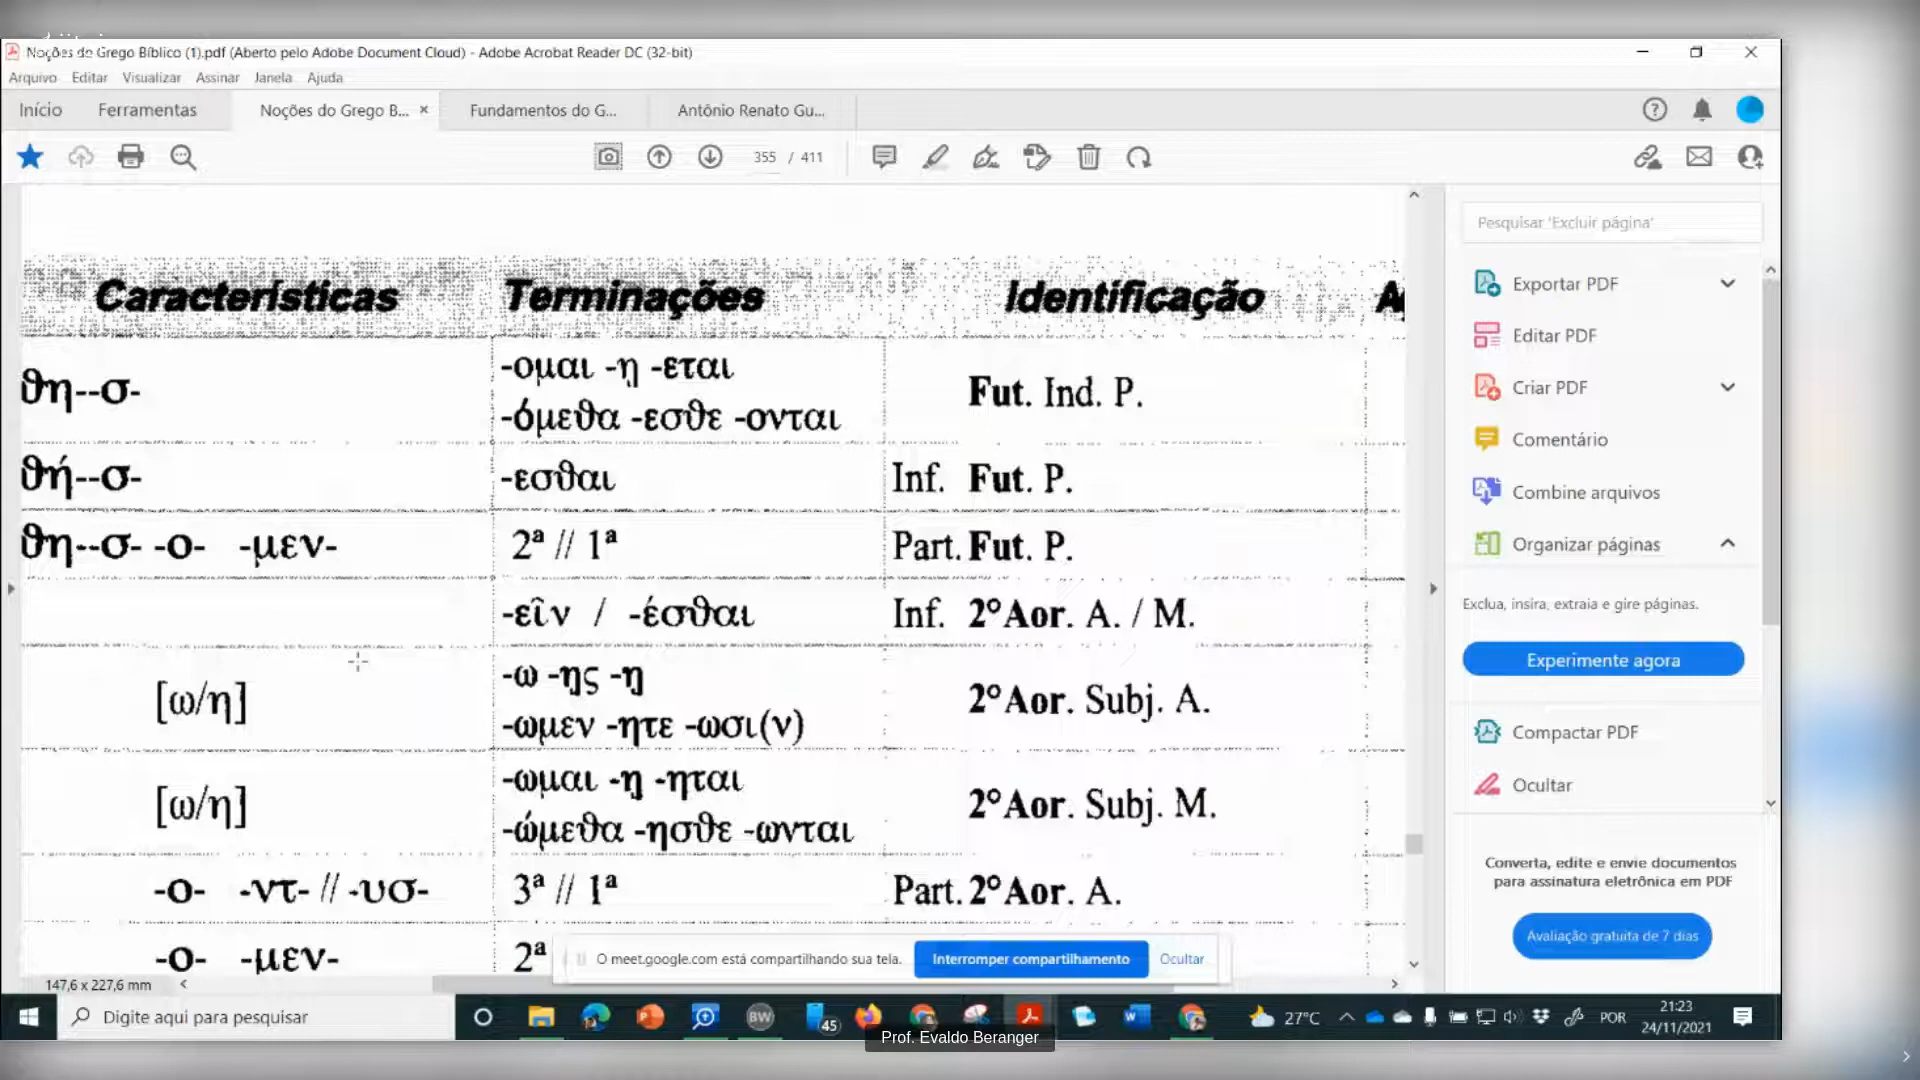 Noções do Grego Bíblico (1).pdf (Aberto pelo Adobe Document Cloud) - Adobe Acrobat Reader DC (32-bit)
Arquivo Editar Visualizar Assinar Janela Ajuda
Início Ferramentas Noções do Grego B... × Fundamentos do G... Antônio Renato Gu...
355 / 411
Pesquisar 'Excluir página'
Características Terminações Identificação
θη--σ- -ομαι -ῃ -εται Fut. Ind. P.
-όμεθα -εσθε -ονται
θή--σ- -εσθαι Inf. Fut. P.
θη--σ- -ο- -μεν- 2ª // 1ª Part. Fut. P.
-εῖν / -έσθαι Inf. 2°Aor. A. / M.
[ω/η] -ω -ῃς -ῃ 2°Aor. Subj. A.
-ωμεν -ητε -ωσι(ν)
[ω/η] -ωμαι -ῃ -ηται 2°Aor. Subj. M.
-ώμεθα -ησθε -ωνται
-ο- -ντ- // -υσ- 3ª // 1ª Part. 2°Aor. A.
-ο- -μεν- 2ª
Exportar PDF
Editar PDF
Criar PDF
Comentário
Combine arquivos
Organizar páginas
Exclua, insira, extraia e gire páginas.
Experimente agora
Compactar PDF
Ocultar
Converta, edite e envie documentos
para assinatura eletrônica em PDF
Avaliação gratuita de 7 dias
O meet.google.com está compartilhando sua tela. Interromper compartilhamento Ocultar
147,6 x 227,6 mm
Digite aqui para pesquisar
BW
45
27°C
POR
21:23
24/11/2021
Prof. Evaldo Beranger